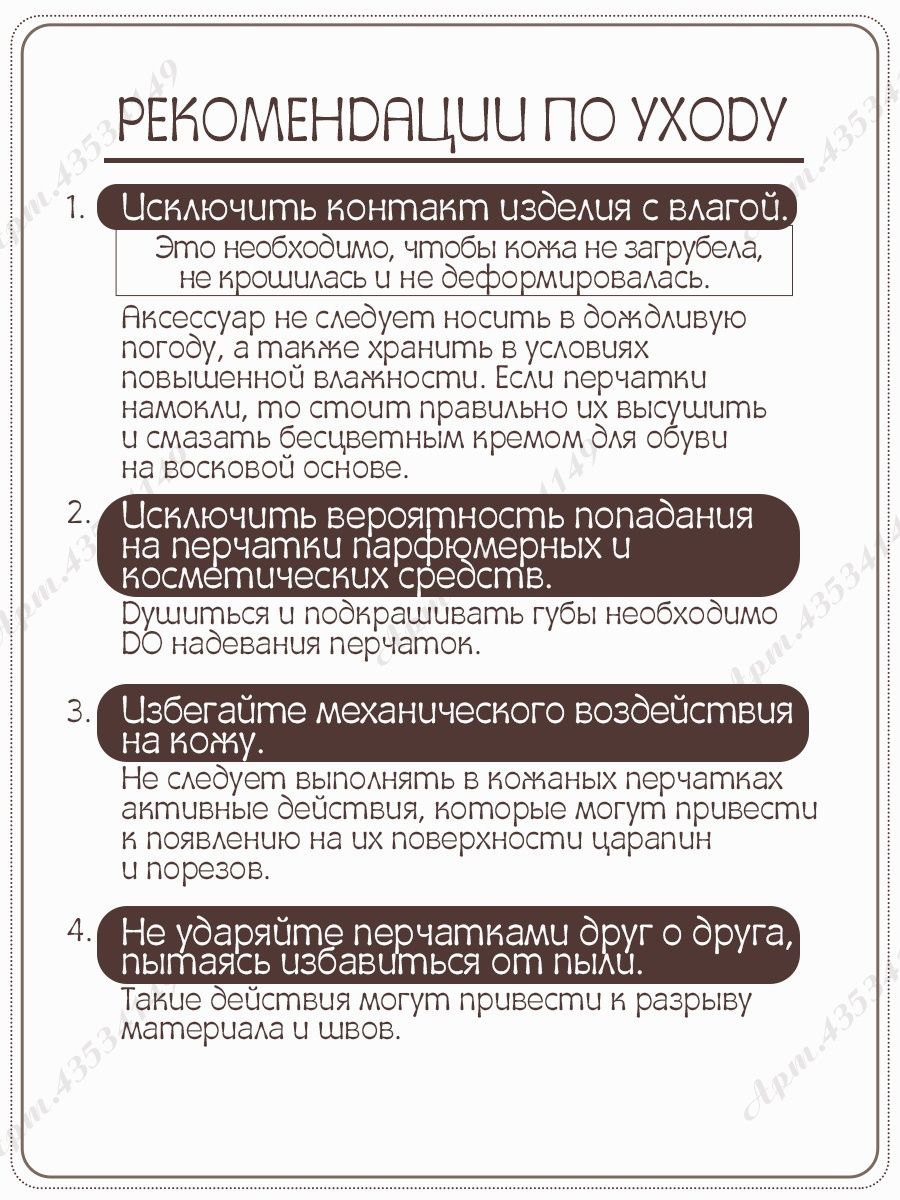 РЕКОМЕНДАЦИИ ПО УХОДУ
1. Исключить контакт изделия с влагой.
Это необходимо, чтобы кожа не загрубела,
не крошилась и не деформировалась.
Аксессуар не следует носить в дождливую
погоду, а также хранить в условиях
повышенной влажности. Если перчатки
намокли, то стоит правильно их высушить
и смазать бесцветным кремом для обуви
на восковой основе.
2. Исключить вероятность попадания
на перчатки парфюмерных и
косметических средств.
Душиться и подкрашивать губы необходимо
DO надевания перчаток.
3. Избегайте механического воздействия
на кожу.
Не следует выполнять в кожаных перчатках
активные действия, которые могут привести
к появлению на их поверхности царапин
и порезов.
4. Не ударяйте перчатками друг о друга,
пытаясь избавиться от пыли.
Такие действия могут привести к разрыву
материала и швов.
Арт.43534149